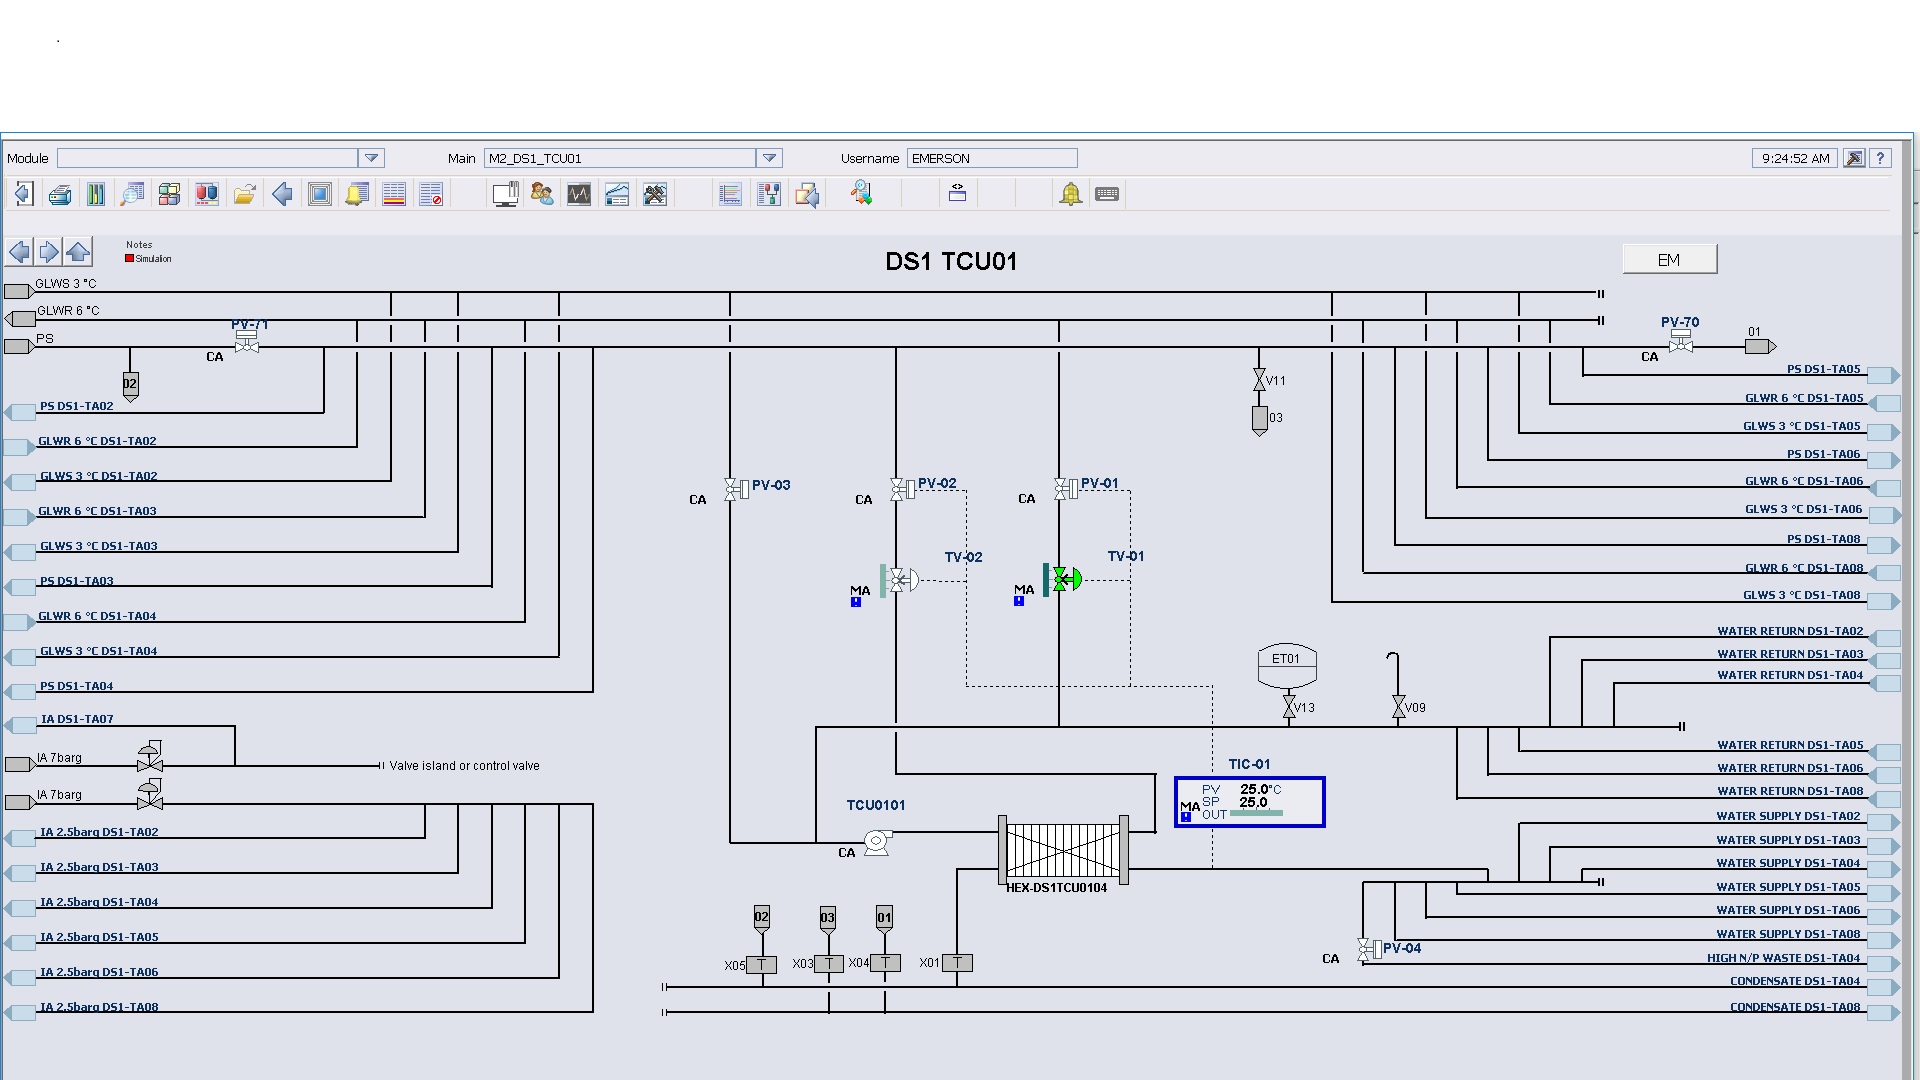 Module
Main M2_DS1_TCU01
Username EMERSON
9:24:52 AM
?
Notes
Simulation
DS1 TCU01
EM
GLWS 3 °C
GLWR 6 °C
PS
PV-71
CA
02
PV-70
CA
01
PS DS1-TA02
GLWR 6 °C DS1-TA02
GLWS 3 °C DS1-TA02
GLWR 6 °C DS1-TA03
GLWS 3 °C DS1-TA03
PS DS1-TA03
GLWR 6 °C DS1-TA04
GLWS 3 °C DS1-TA04
PS DS1-TA04
IA DS1-TA07
IA 7barg
Valve island or control valve
IA 7barg
IA 2.5barg DS1-TA02
IA 2.5barg DS1-TA03
IA 2.5barg DS1-TA04
IA 2.5barg DS1-TA05
IA 2.5barg DS1-TA06
IA 2.5barg DS1-TA08
CA PV-03
CA PV-02
CA PV-01
TV-02
MA
TV-01
MA
V11
03
ET01
V13
V09
TIC-01
PV 25.0°C
MA SP 25.0
OUT
TCU0101
CA
HEX-DS1TCU0104
02
03
01
X05 T
X03 T
X04 T
X01 T
CA PV-04
PS DS1-TA05
GLWR 6 °C DS1-TA05
GLWS 3 °C DS1-TA05
PS DS1-TA06
GLWR 6 °C DS1-TA06
GLWS 3 °C DS1-TA06
PS DS1-TA08
GLWR 6 °C DS1-TA08
GLWS 3 °C DS1-TA08
WATER RETURN DS1-TA02
WATER RETURN DS1-TA03
WATER RETURN DS1-TA04
WATER RETURN DS1-TA05
WATER RETURN DS1-TA06
WATER RETURN DS1-TA08
WATER SUPPLY DS1-TA02
WATER SUPPLY DS1-TA03
WATER SUPPLY DS1-TA04
WATER SUPPLY DS1-TA05
WATER SUPPLY DS1-TA06
WATER SUPPLY DS1-TA08
HIGH N/P WASTE DS1-TA04
CONDENSATE DS1-TA04
CONDENSATE DS1-TA08